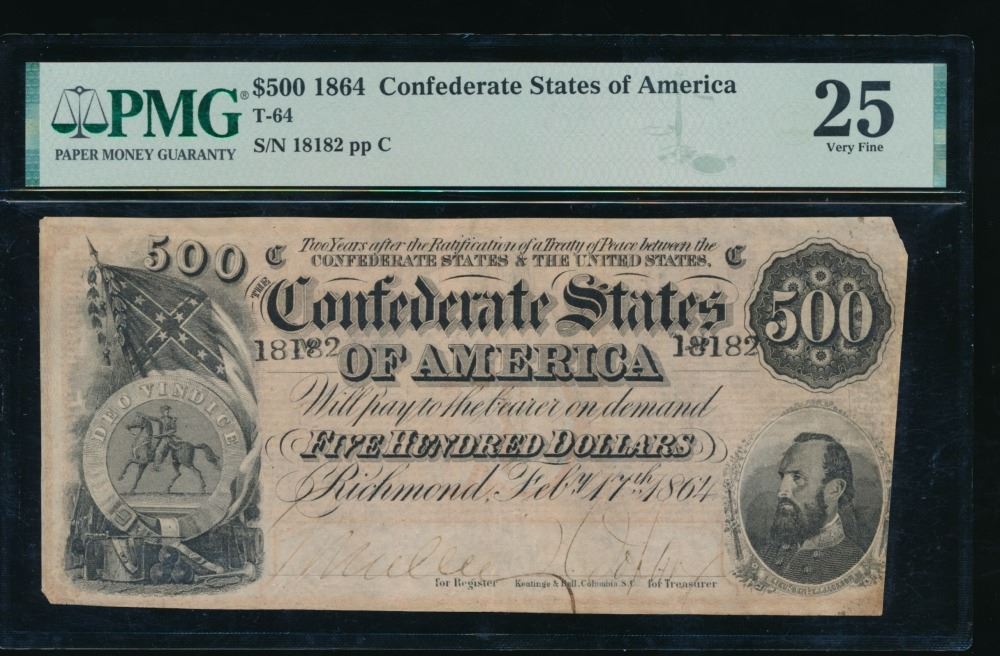 PMG®
PAPER MONEY GUARANTY
$500 1864 Confederate States of America
T-64
S/N 18182 pp C
25
Very Fine
500
C Two Years after the Ratification of a Treaty of Peace between the C
CONFEDERATE STATES & THE UNITED STATES.
THE Confederate States
500
18182 18182
OF AMERICA
Will pay to the bearer on demand
DEO VINDICE
FIVE HUNDRED DOLLARS
Richmond, Feby. 17th 1864
for Register Keatinge & Ball, Columbia, S.C. for Treasurer